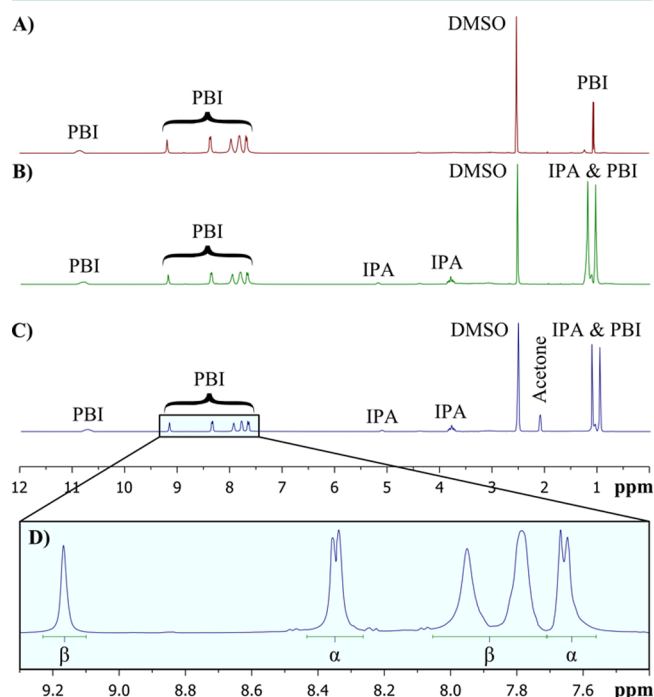 A)
DMSO
PBI
PBI
PBI
B)
DMSO
IPA & PBI
PBI
PBI
IPA
IPA
C)
DMSO
IPA & PBI
Acetone
PBI
PBI
IPA
IPA
12 11 10 9 8 7 6 5 4 3 2 1 ppm
D)
β α β α
9.2 9.0 8.8 8.6 8.4 8.2 8.0 7.8 7.6